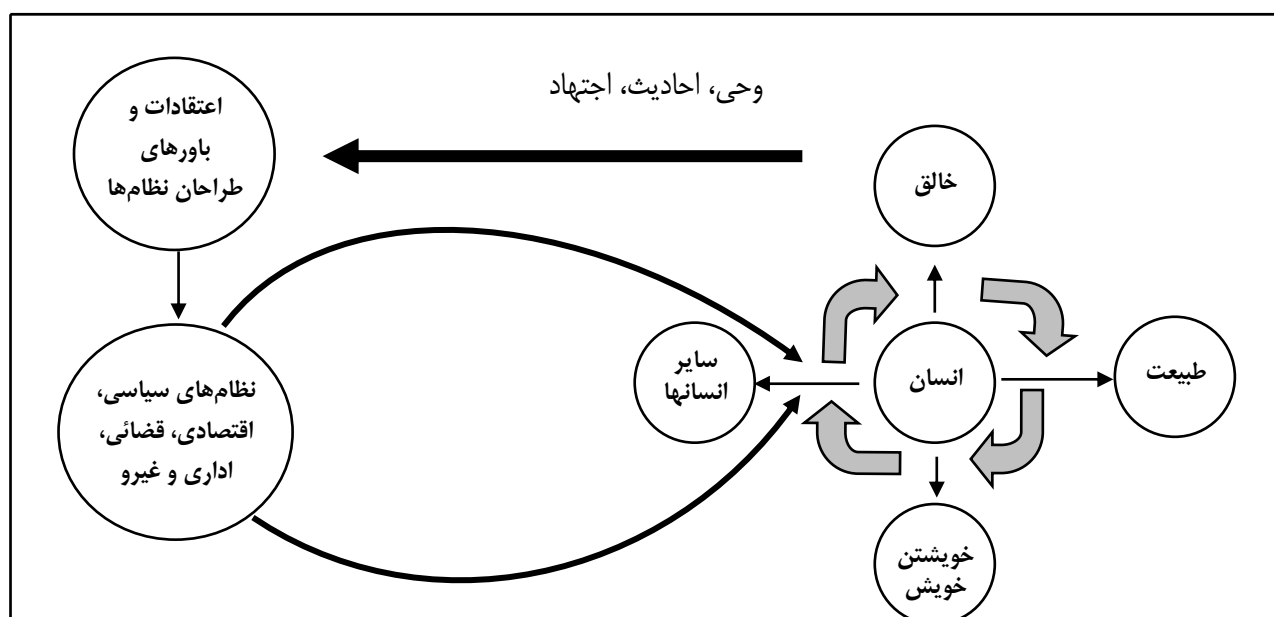 وحی، احادیث، اجتهاد
اعتقادات و
باورهای
طراحان نظام‌ها
خالق
سایر
انسانها
انسان
طبیعت
نظام‌های سیاسی،
اقتصادی، قضائی،
اداری و غیرو
خویشتن
خویش